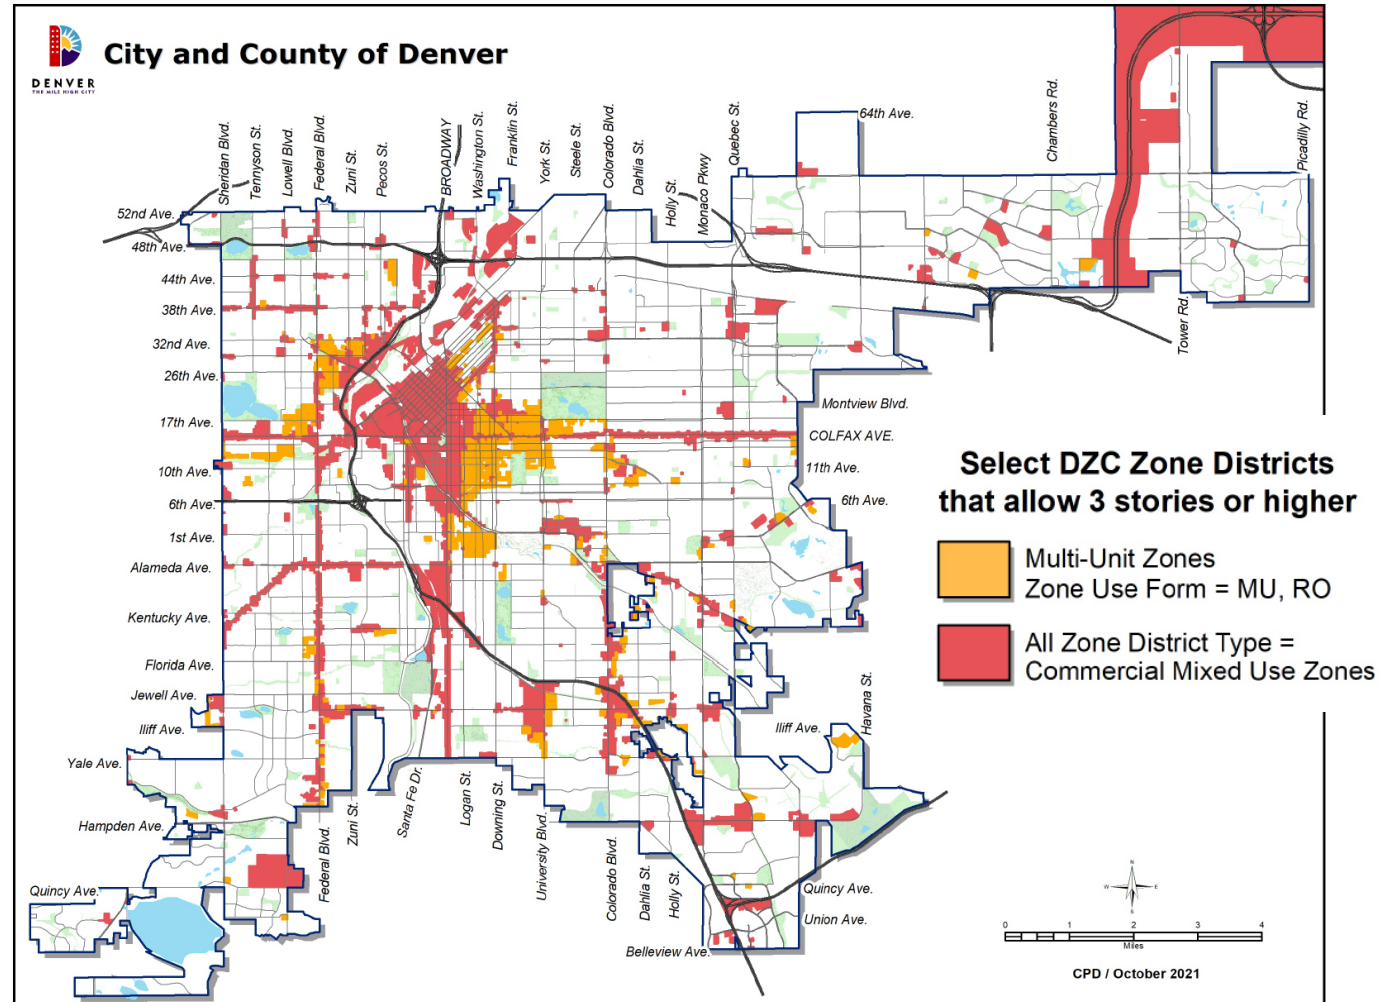 DENVER
THE MILE HIGH CITY
City and County of Denver
Sheridan Blvd.
Tennyson St.
Lowell Blvd.
Federal Blvd.
Zuni St.
Pecos St.
BROADWAY
Washington St.
Franklin St.
York St.
Steele St.
Colorado Blvd.
Dahlia St.
Holly St.
Monaco Pkwy
Quebec St.
64th Ave.
Chambers Rd.
Picadilly Rd.
52nd Ave.
48th Ave.
44th Ave.
38th Ave.
32nd Ave.
26th Ave.
17th Ave.
10th Ave.
6th Ave.
1st Ave.
Alameda Ave.
Kentucky Ave.
Florida Ave.
Jewell Ave.
Iliff Ave.
Yale Ave.
Hampden Ave.
Quincy Ave.
Tower Rd.
Montview Blvd.
COLFAX AVE.
11th Ave.
6th Ave.
Havana St.
Iliff Ave.
Federal Blvd.
Zuni St.
Santa Fe Dr.
Logan St.
Downing St.
University Blvd.
Colorado Blvd.
Dahlia St.
Holly St.
Quincy Ave.
Union Ave.
Belleview Ave.
Select DZC Zone Districts
that allow 3 stories or higher
Multi-Unit Zones
Zone Use Form = MU, RO
All Zone District Type =
Commercial Mixed Use Zones
N
W E
S
0 1 2 3 4
Miles
CPD / October 2021